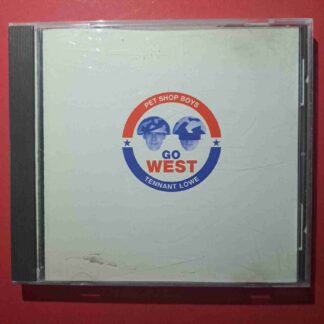 PET SHOP BOYS
GO
WEST
TENNANT LOWE